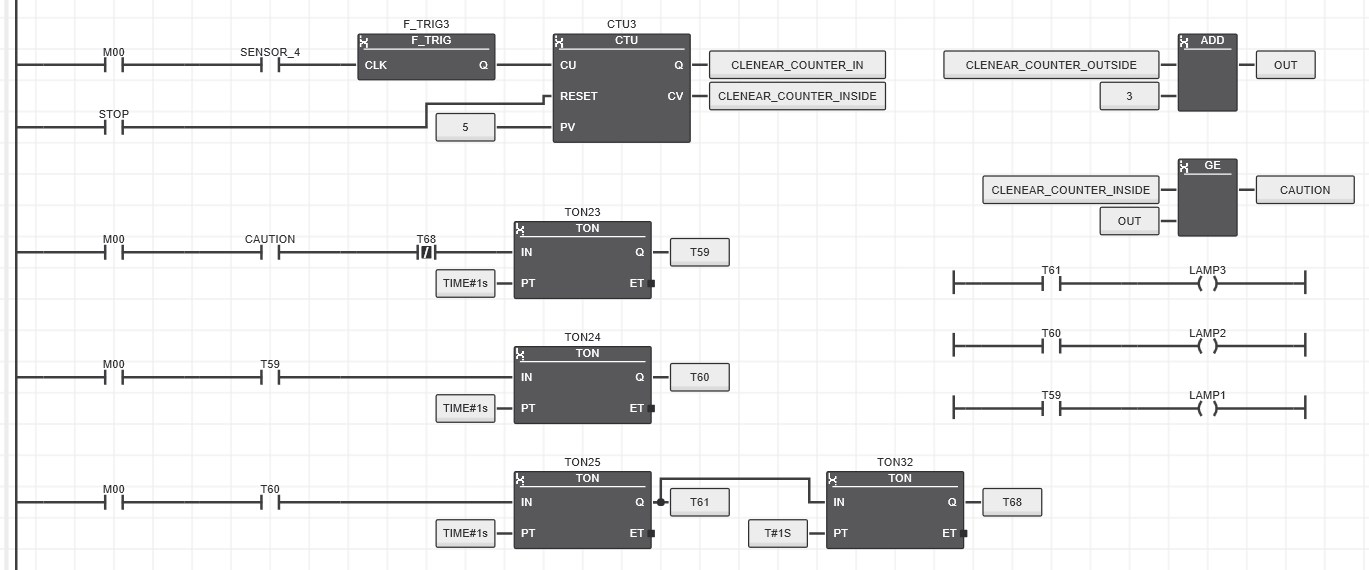 F_TRIG3
CTU3
M00
SENSOR_4
F_TRIG
CLK
Q
CTU
CU
Q
RESET
CV
PV
CLENEAR_COUNTER_IN
CLENEAR_COUNTER_INSIDE
STOP
5
CLENEAR_COUNTER_OUTSIDE
3
ADD
OUT
CLENEAR_COUNTER_INSIDE
OUT
GE
CAUTION
TON23
M00
CAUTION
T68
TON
IN
Q
T59
TIME#1s
PT
ET
T61
LAMP3
TON24
M00
T59
TON
IN
Q
T60
TIME#1s
PT
ET
T60
LAMP2
T59
LAMP1
TON25
M00
T60
TON
IN
Q
T61
TIME#1s
PT
ET
TON32
TON
IN
Q
T68
T#1S
PT
ET